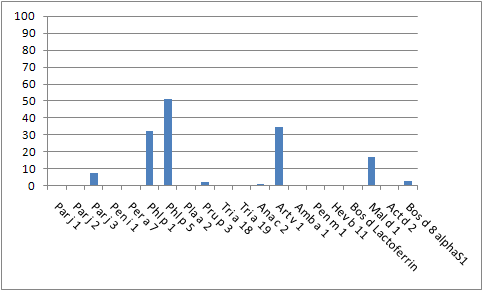 100
90
80
70
60
50
40
30
20
10
0
Par j 1
Par j 2
Par j 3
Pen i 1
Per a 7
Phl p 1
Phl p 5
Pla a 2
Pru p 3
Tri a 18
Tri a 19
Ana c 2
Art v 1
Amb a 1
Pen m 1
Hev b 11
Bos d Lactoferrin
Mal d 1
Act d 2
Bos d 8 alphaS1